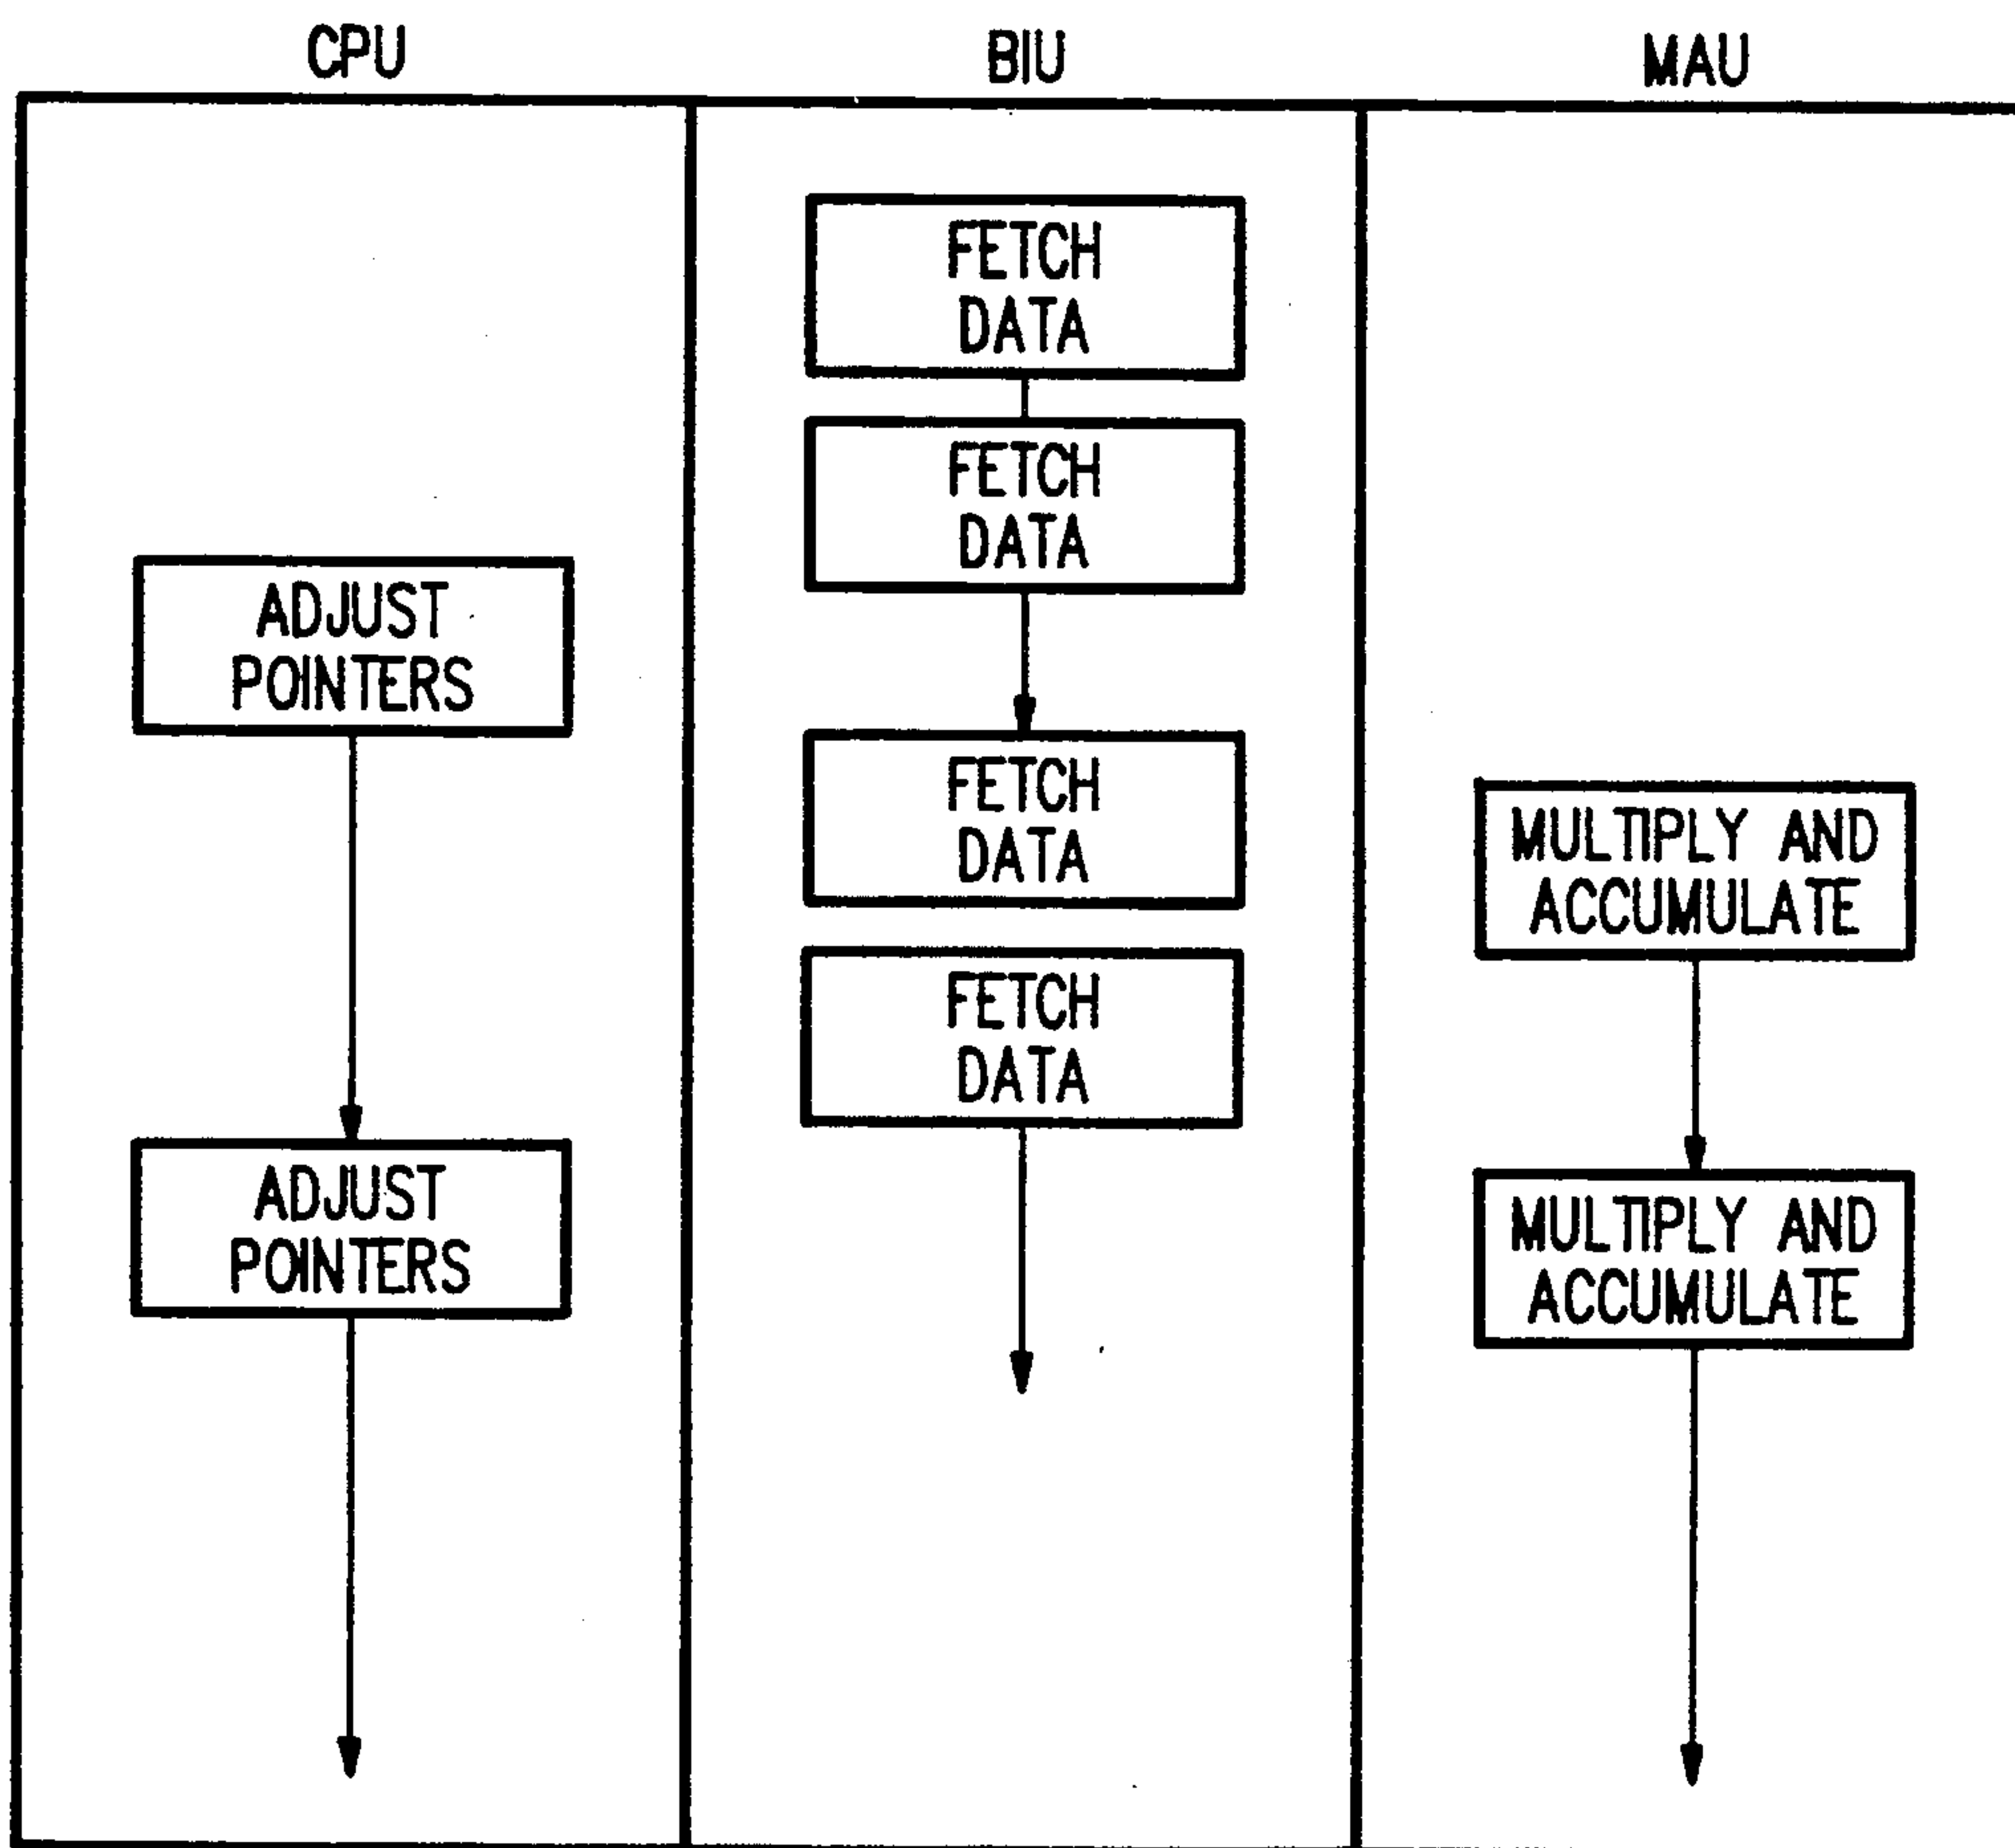 CPU
BIU
MAU
FETCH
DATA
FETCH
DATA
ADJUST
POINTERS
FETCH
DATA
MULTIPLY AND
ACCUMULATE
FETCH
DATA
ADJUST
POINTERS
MULTIPLY AND
ACCUMULATE